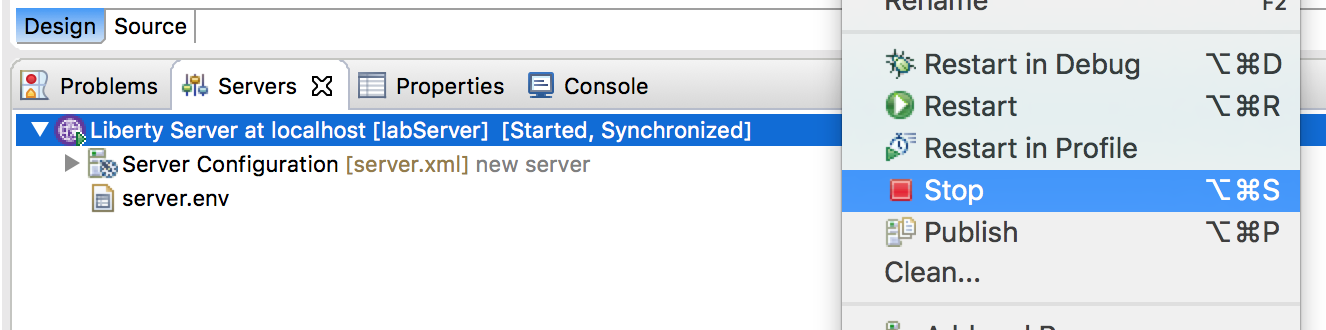 Rename F2
Design Source
Restart in Debug ⌥⌘D
Problems Servers Properties Console
Restart ⌥⌘R
Liberty Server at localhost [labServer] [Started, Synchronized]
Restart in Profile
Server Configuration [server.xml] new server
Stop ⌥⌘S
server.env
Publish ⌥⌘P
Clean...